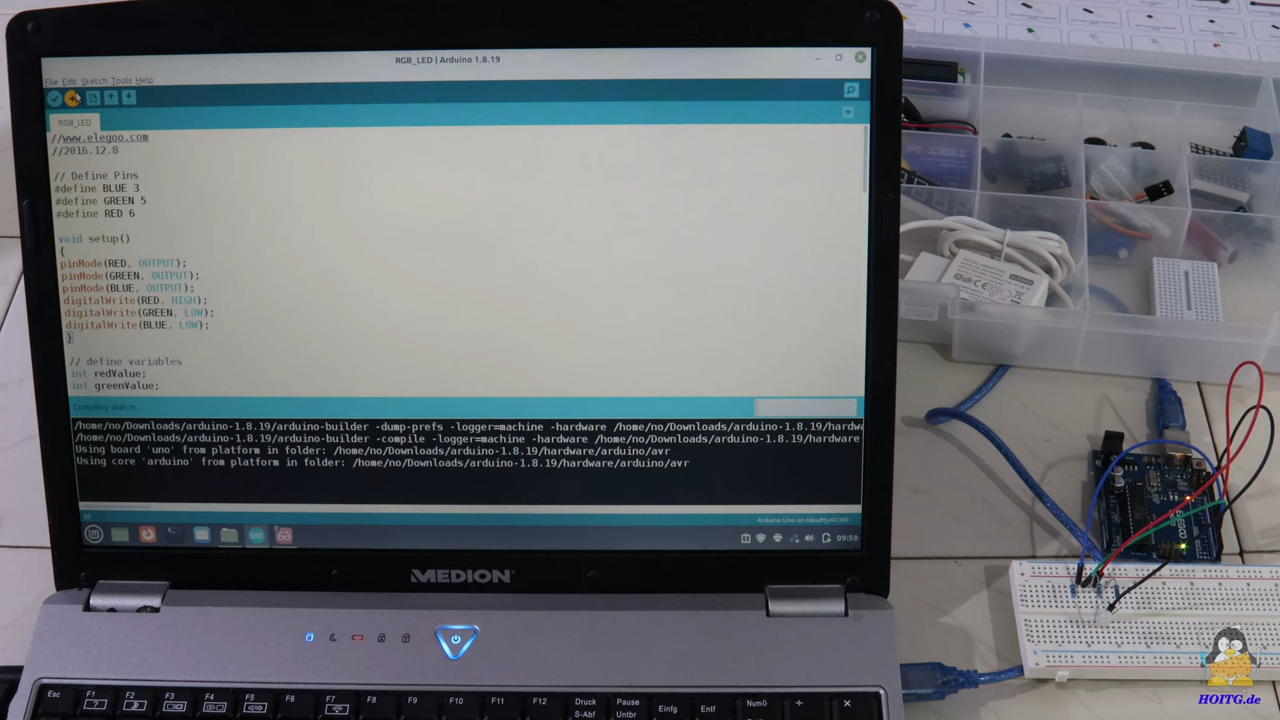 RGB_LED | Arduino 1.8.19
File Edit Sketch Tools Help
RGB_LED
//www.elegoo.com
//2016.12.8
// Define Pins
#define BLUE 3
#define GREEN 5
#define RED 6
void setup()
{
pinMode(RED, OUTPUT);
pinMode(GREEN, OUTPUT);
pinMode(BLUE, OUTPUT);
digitalWrite(RED, HIGH);
digitalWrite(GREEN, LOW);
digitalWrite(BLUE, LOW);
}
// define variables
int redValue;
int greenValue;
Compiling sketch...
/home/no/Downloads/arduino-1.8.19/arduino-builder -dump-prefs -logger=machine -hardware /home/no/Downloads/arduino-1.8.19/hardwa
/home/no/Downloads/arduino-1.8.19/arduino-builder -compile -logger=machine -hardware /home/no/Downloads/arduino-1.8.19/hardware
Using board 'uno' from platform in folder: /home/no/Downloads/arduino-1.8.19/hardware/arduino/avr
Using core 'arduino' from platform in folder: /home/no/Downloads/arduino-1.8.19/hardware/arduino/avr
Arduino Uno on /dev/ttyACM0
09:58
MEDION
ELEGOO
Esc F1 F2 F3 F4 F5 F6 F7 F8 F9 F10 F11 F12 Druck Pause Einfg Entf Num
S-Abf Untbr
HOITG.de